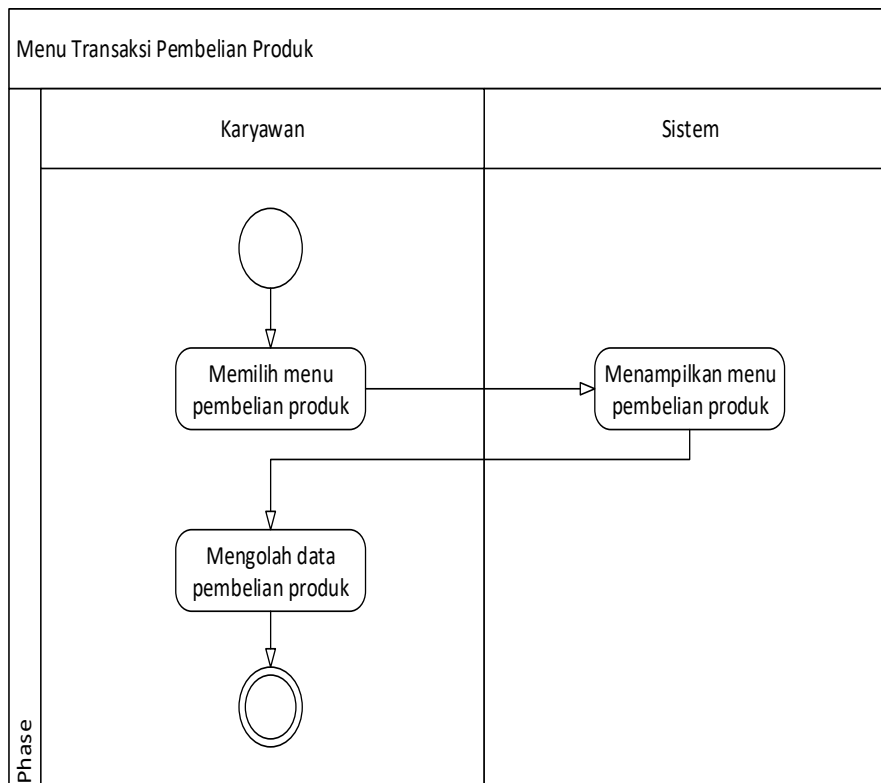 Menu Transaksi Pembelian Produk
Karyawan
Sistem
Memilih menu
pembelian produk
Menampilkan menu
pembelian produk
Mengolah data
pembelian produk
Phase